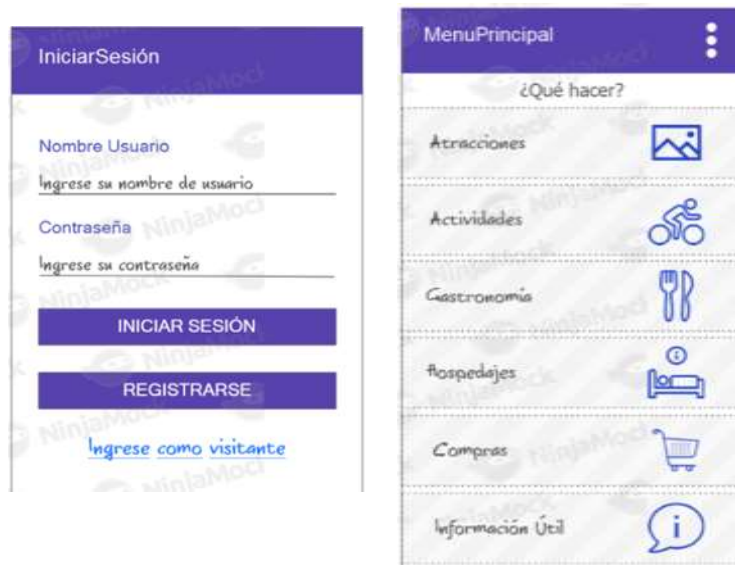 IniciarSesión
Nombre Usuario
Ingrese su nombre de usuario
Contraseña
Ingrese su contraseña
INICIAR SESIÓN
REGISTRARSE
Ingrese como visitante
MenuPrincipal
¿Qué hacer?
Atracciones
Actividades
Gastronomía
Hospedajes
Compras
Información Útil
NinjaMock